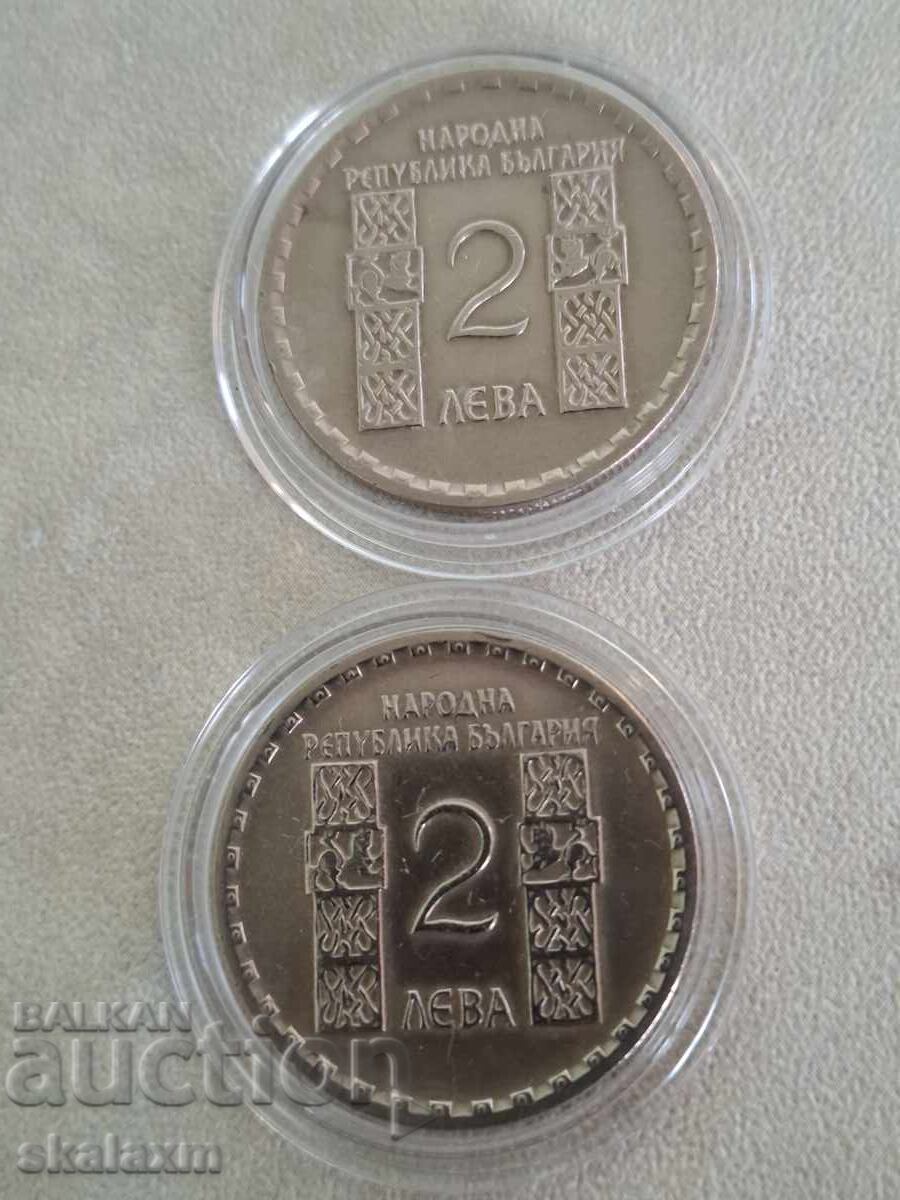 НАРОДНА
РЕПУБЛИКА БЪЛГАРИЯ
2
ЛЕВА
НАРОДНА
РЕПУБЛИКА БЪЛГАРИЯ
2
ЛЕВА
BALKAN
auction
skalaxm